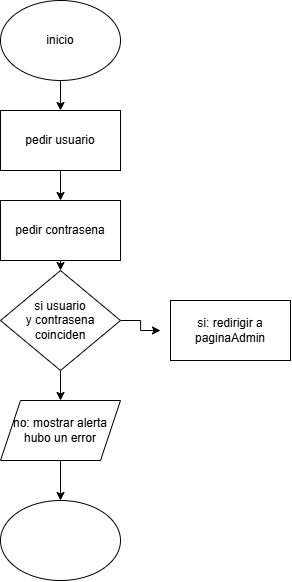 inicio
pedir usuario
pedir contrasena
si usuario
y contrasena
coinciden
si: redirigir a
paginaAdmin
no: mostrar alerta
hubo un error